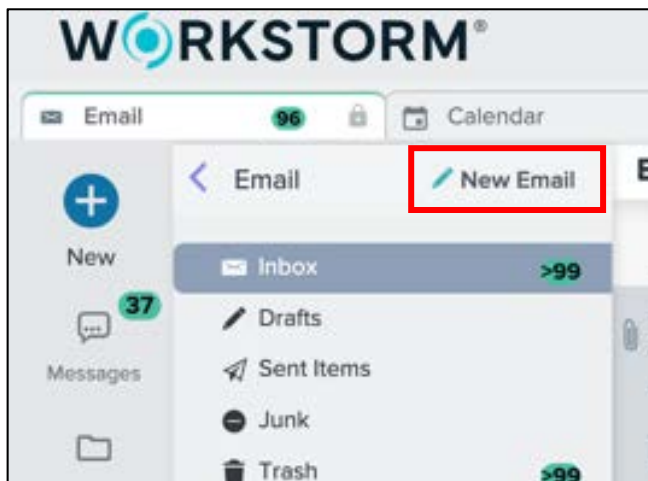 WORKSTORM®
Email 96 Calendar
Email New Email E
New
Inbox >99
37
Drafts
Messages
Sent Items
Junk
Trash >99